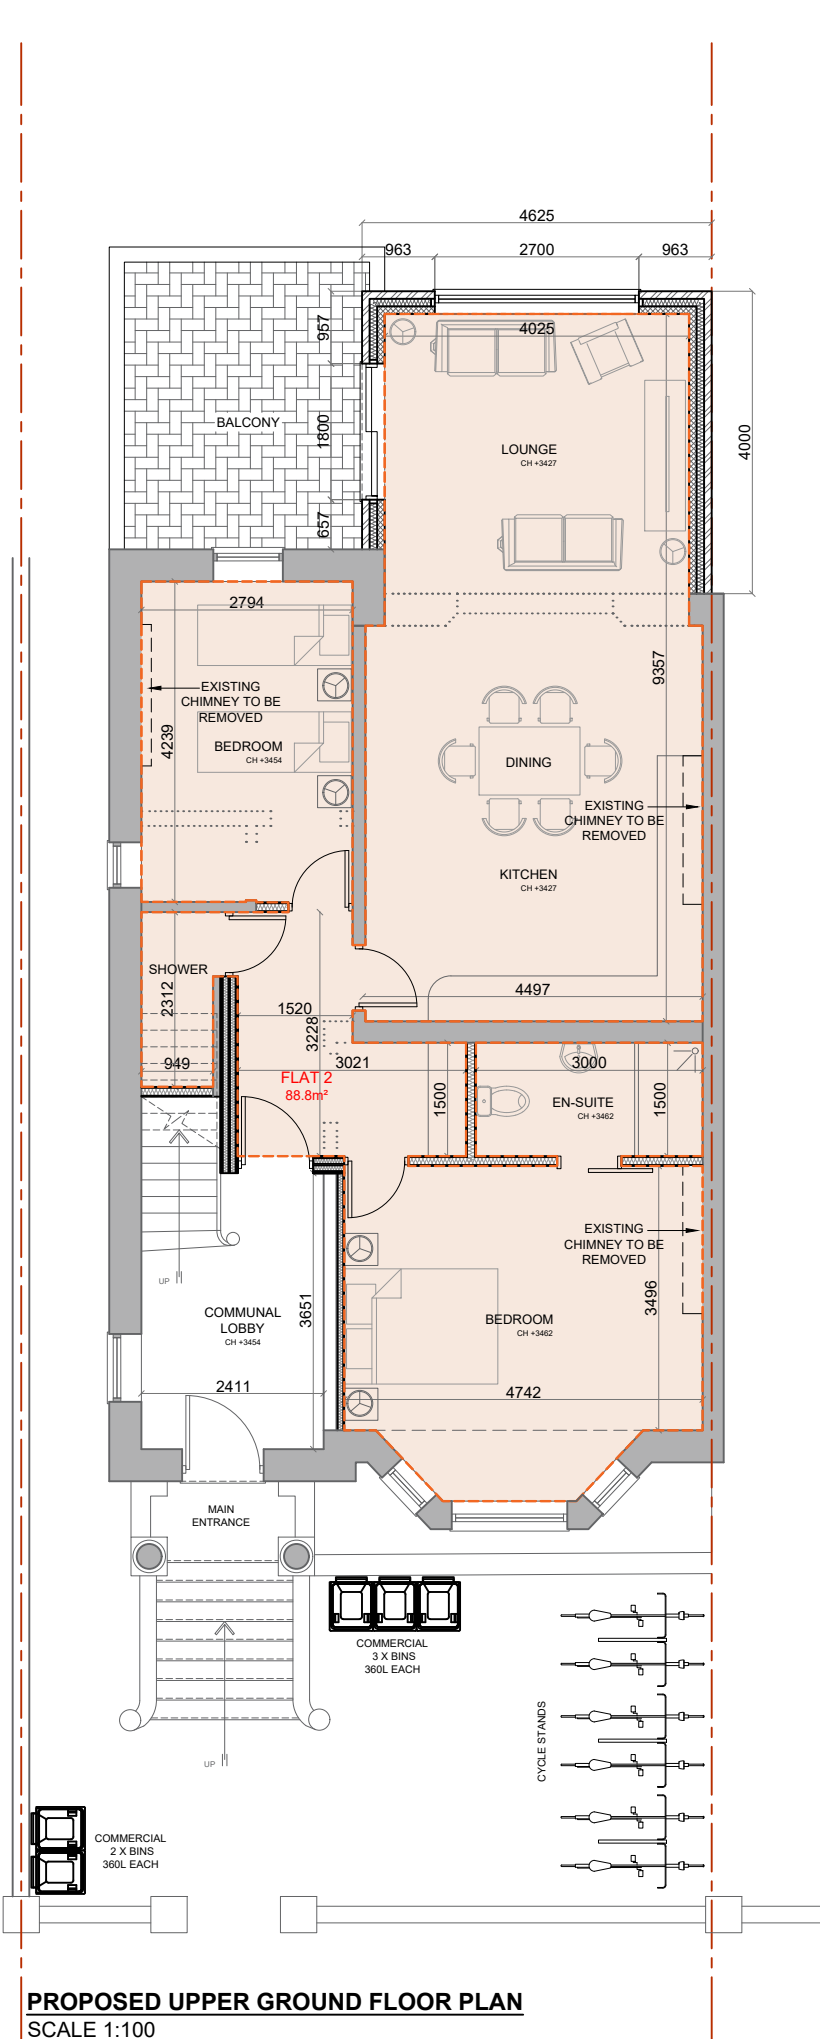 4625
963
2700
963
4025
957
BALCONY
1800
4000
LOUNGE
CH +3427
657
2794
9357
EXISTING
CHIMNEY TO BE
REMOVED
4239
BEDROOM
CH +3454
DINING
EXISTING
CHIMNEY TO BE
REMOVED
KITCHEN
CH +3427
SHOWER
2312
4497
1520
3228
949
3021
3000
FLAT 2
88.8m²
1500
EN-SUITE
CH +3462
1500
EXISTING
CHIMNEY TO BE
REMOVED
UP
COMMUNAL
LOBBY
CH +3454
3651
BEDROOM
CH +3462
3496
2411
4742
MAIN
ENTRANCE
COMMERCIAL
3 X BINS
360L EACH
CYCLE STANDS
UP
COMMERCIAL
2 X BINS
360L EACH
PROPOSED UPPER GROUND FLOOR PLAN
SCALE 1:100